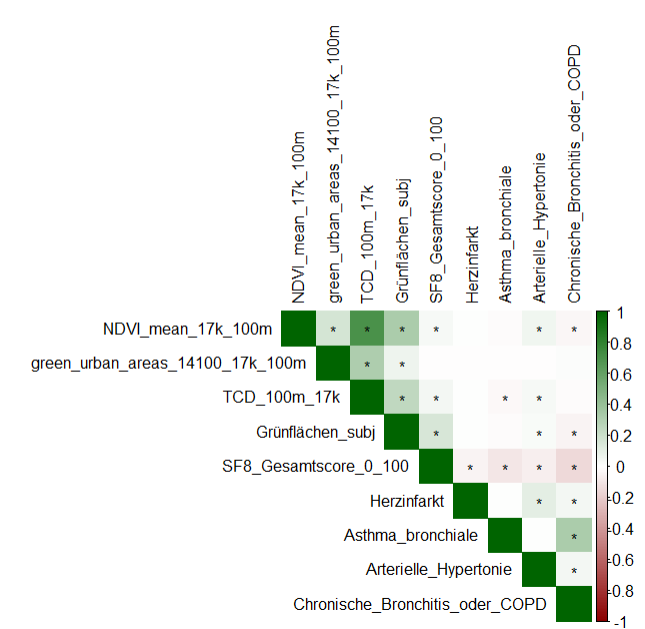 NDVI_mean_17k_100m
green_urban_areas_14100_17k_100m
TCD_100m_17k
Grünflächen_subj
SF8_Gesamtscore_0_100
Herzinfarkt
Asthma_bronchiale
Arterielle_Hypertonie
Chronische_Bronchitis_oder_COPD
NDVI_mean_17k_100m * * * * * *
green_urban_areas_14100_17k_100m * *
TCD_100m_17k * * * *
Grünflächen_subj * * *
SF8_Gesamtscore_0_100 * * * *
Herzinfarkt * *
Asthma_bronchiale *
Arterielle_Hypertonie *
Chronische_Bronchitis_oder_COPD
1
0.8
0.6
0.4
0.2
0
-0.2
-0.4
-0.6
-0.8
-1